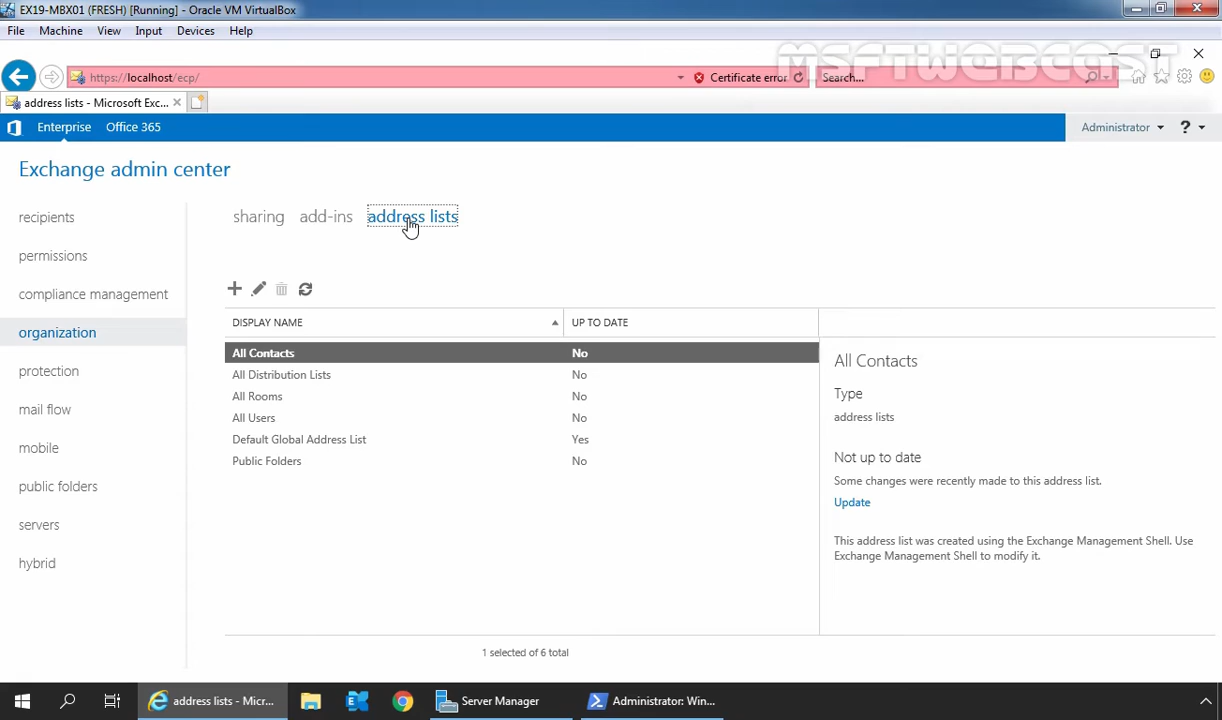 EX19-MBX01 (FRESH) [Running] - Oracle VM VirtualBox
File Machine View Input Devices Help
MSFTWEBCAST
https://localhost/ecp/
Certificate error
Search...
address lists - Microsoft Exc...
Enterprise Office 365
Administrator ?
Exchange admin center
recipients
permissions
compliance management
organization
protection
mail flow
mobile
public folders
servers
hybrid
sharing add-ins address lists
DISPLAY NAME UP TO DATE
All Contacts No
All Distribution Lists No
All Rooms No
All Users No
Default Global Address List Yes
Public Folders No
1 selected of 6 total
All Contacts
Type
address lists
Not up to date
Some changes were recently made to this address list.
Update
This address list was created using the Exchange Management Shell. Use
Exchange Management Shell to modify it.
address lists - Micr...
Server Manager
Administrator: Win...